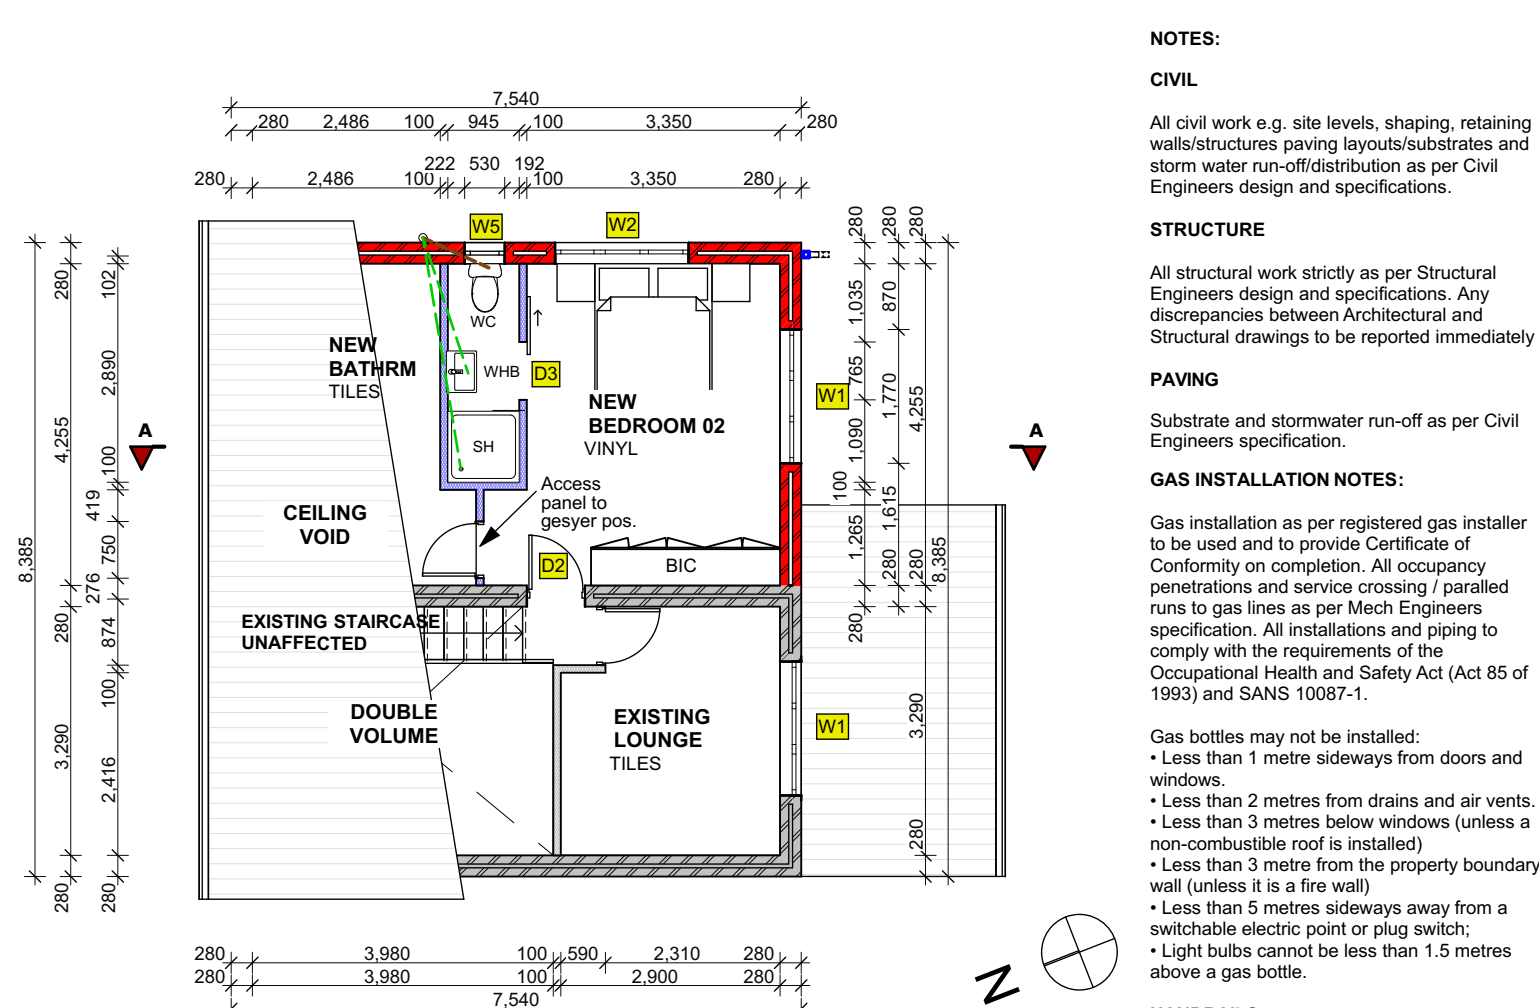 7,540
280 2,486 100 945 100 3,350 280
222 530 192
280 2,486 100 100 3,350 280
W5
W2
280
280
280
280
102
1,035
870
WC
NEW
BATHRM
TILES
WHB
D3
2,890
765
1,770
W1
4,255
NEW
BEDROOM 02
VINYL
A
A
4,255
1,090
SH
100
100
Access
panel to
gesyer pos.
419
1,615
CEILING
VOID
750
1,265
8,385
8,385
D2
BIC
276
280
280
280
280
EXISTING STAIRCASE
UNAFFECTED
874
100
DOUBLE
VOLUME
EXISTING
LOUNGE
TILES
W1
3,290
3,290
2,416
280
280
280
280 3,980 100 590 2,310 280
280 3,980 100 2,900 280
7,540
N
NOTES:
CIVIL
All civil work e.g. site levels, shaping, retaining
walls/structures paving layouts/substrates and
storm water run-off/distribution as per Civil
Engineers design and specifications.
STRUCTURE
All structural work strictly as per Structural
Engineers design and specifications. Any
discrepancies between Architectural and
Structural drawings to be reported immediately
PAVING
Substrate and stormwater run-off as per Civil
Engineers specification.
GAS INSTALLATION NOTES:
Gas installation as per registered gas installer
to be used and to provide Certificate of
Conformity on completion. All occupancy
penetrations and service crossing / paralled
runs to gas lines as per Mech Engineers
specification. All installations and piping to
comply with the requirements of the
Occupational Health and Safety Act (Act 85 of
1993) and SANS 10087-1.
Gas bottles may not be installed:
• Less than 1 metre sideways from doors and
windows.
• Less than 2 metres from drains and air vents.
• Less than 3 metres below windows (unless a
non-combustible roof is installed)
• Less than 3 metre from the property boundary
wall (unless it is a fire wall)
• Less than 5 metres sideways away from a
switchable electric point or plug switch;
• Light bulbs cannot be less than 1.5 metres
above a gas bottle.